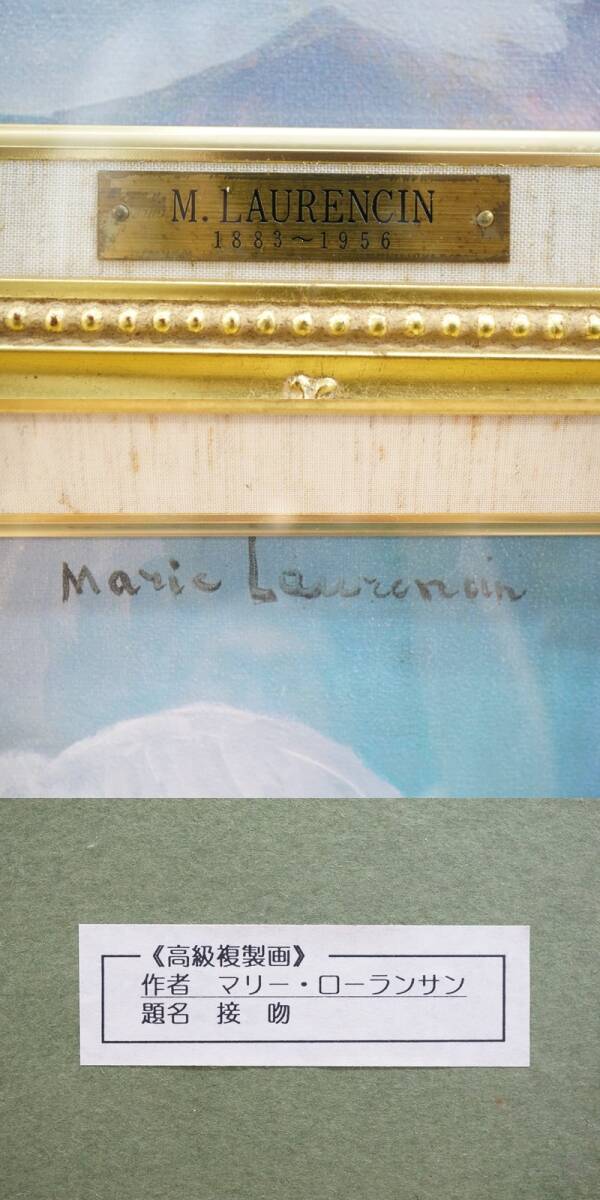 M. LAURENCIN
1883～1956
Marie Laurencin
《高級複製画》
作者　マリー・ローランサン
題名　接　吻